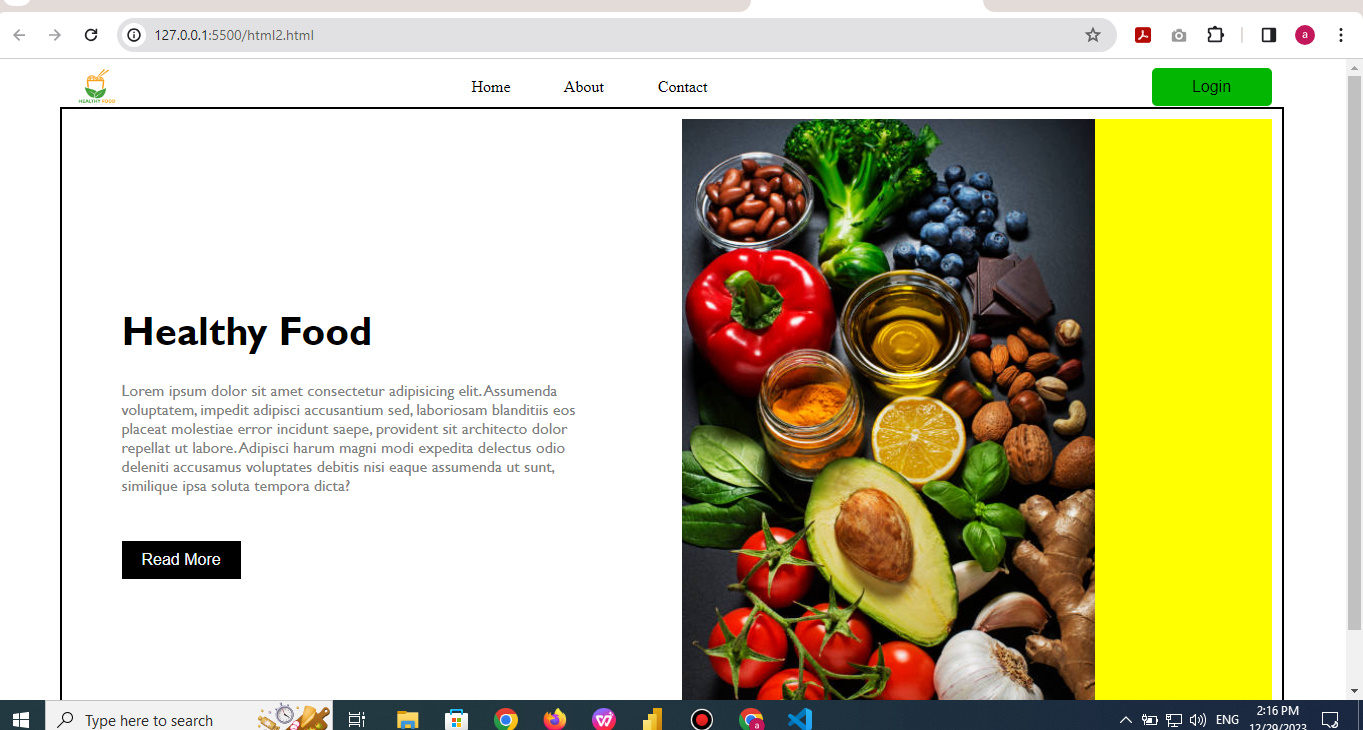 127.0.0.1:5500/html2.html
a
HEALTHY FOOD
Home
About
Contact
Login
Healthy Food
Lorem ipsum dolor sit amet consectetur adipisicing elit. Assumenda
voluptatem, impedit adipisci accusantium sed, laboriosam blanditiis eos
placeat molestiae error incidunt saepe, provident sit architecto dolor
repellat ut labore. Adipisci harum magni modi expedita delectus odio
deleniti accusamus voluptates debitis nisi eaque assumenda ut sunt,
similique ipsa soluta tempora dicta?
Read More
Type here to search
a
ENG
2:16 PM
12/29/2023